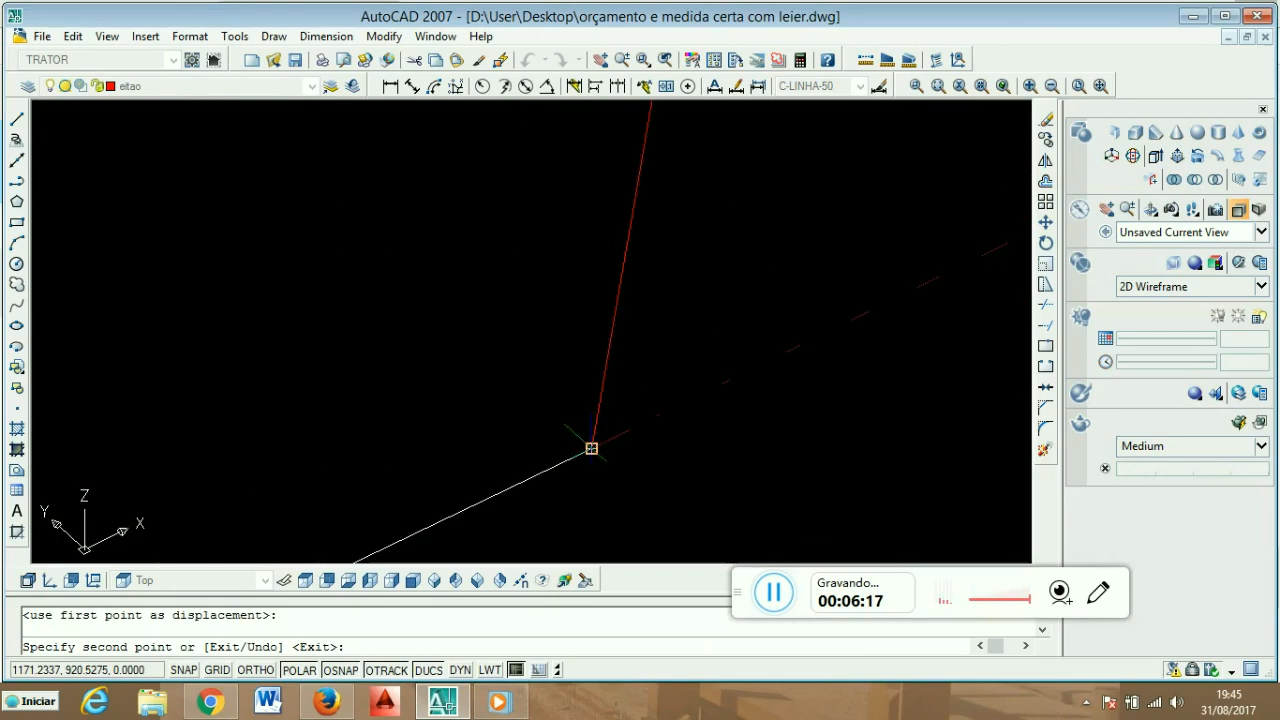 AutoCAD 2007 - [D:\User\Desktop\orçamento e medida certa com leier.dwg]
File Edit View Insert Format Tools Draw Dimension Modify Window Help
TRATOR
eitao
C-LINHA-50
Unsaved Current View
2D Wireframe
Medium
Z
Y
X
Top
Gravando...
00:06:17
<use first point as displacement>:
Specify second point or [Exit/Undo] <Exit>:
1171.2337, 920.5275, 0.0000 SNAP GRID ORTHO POLAR OSNAP OTRACK DUCS DYN LWT
Iniciar
19:45
31/08/2017